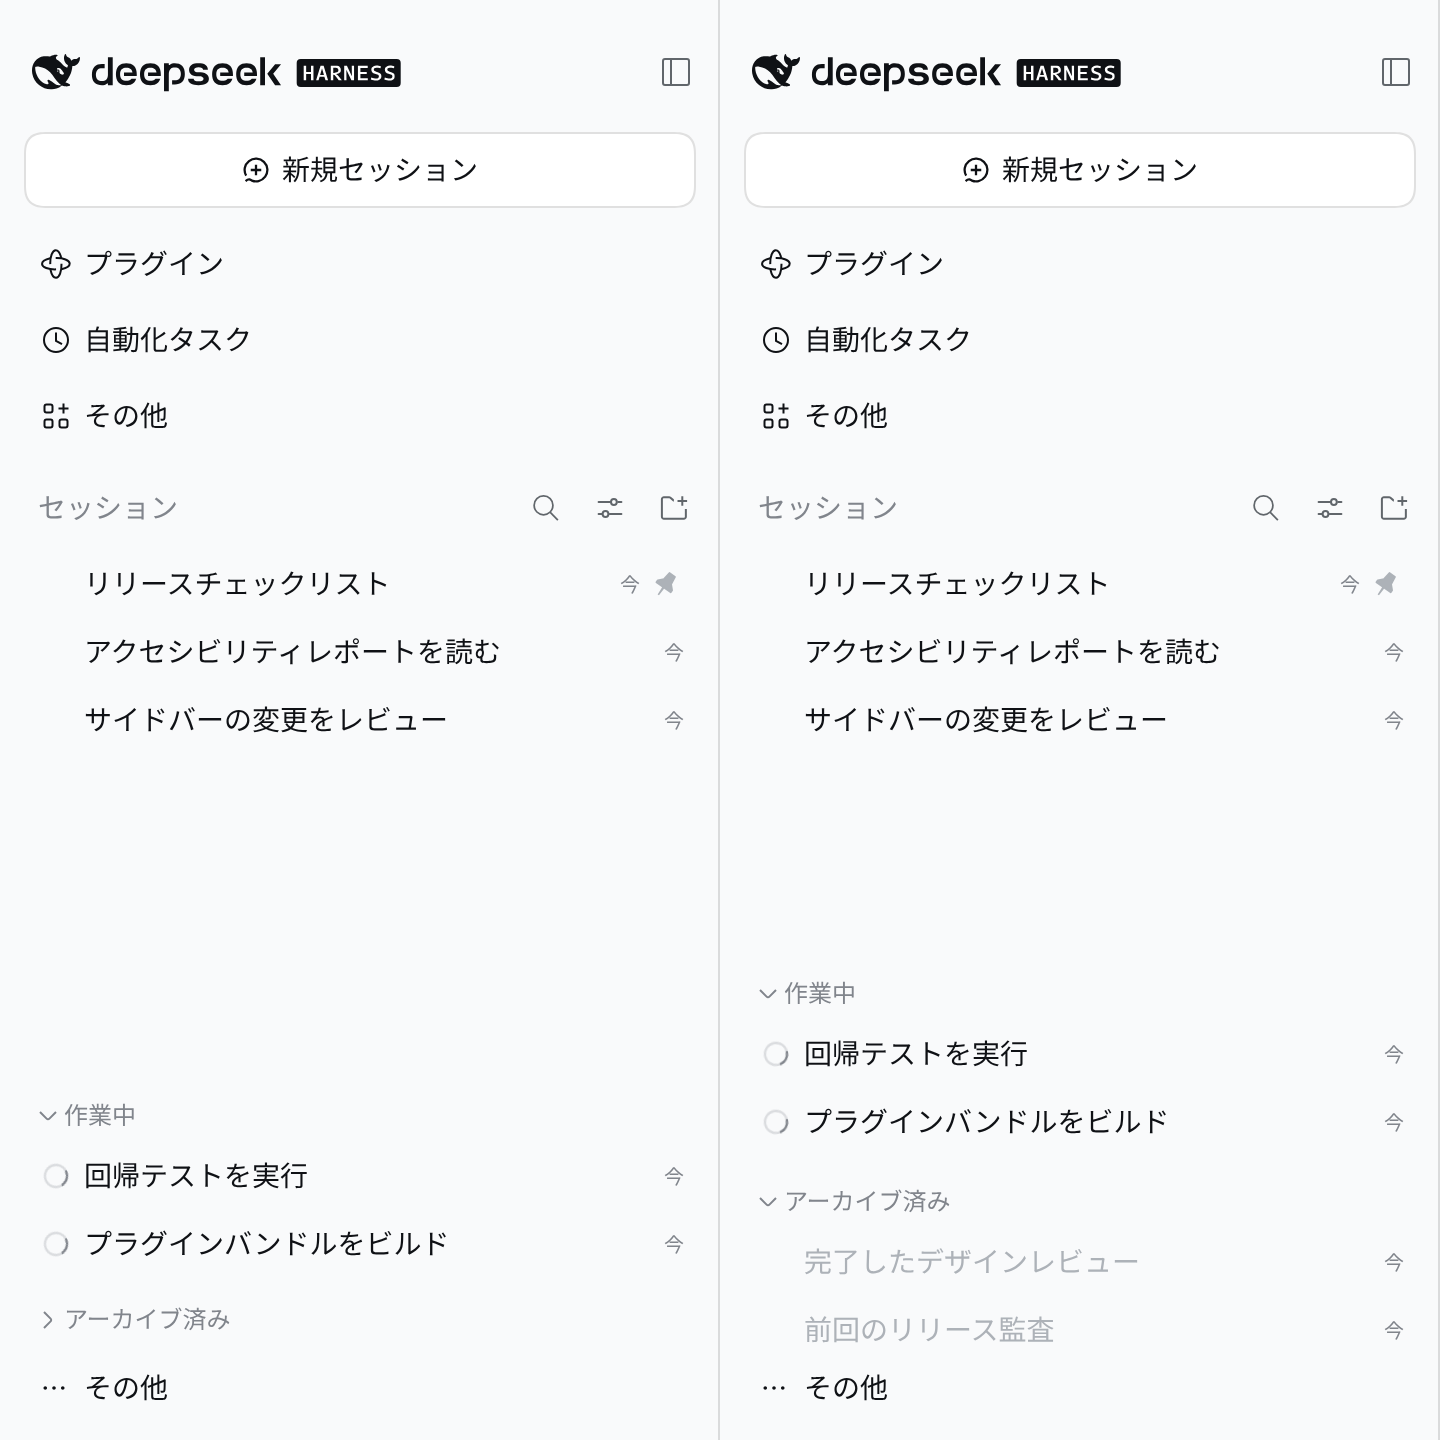 deepseek HARNESS
新規セッション
プラグイン
自動化タスク
その他
セッション
リリースチェックリスト 今
アクセシビリティレポートを読む 今
サイドバーの変更をレビュー 今
作業中
回帰テストを実行 今
プラグインバンドルをビルド 今
アーカイブ済み
その他
deepseek HARNESS
新規セッション
プラグイン
自動化タスク
その他
セッション
リリースチェックリスト 今
アクセシビリティレポートを読む 今
サイドバーの変更をレビュー 今
作業中
回帰テストを実行 今
プラグインバンドルをビルド 今
アーカイブ済み
完了したデザインレビュー 今
前回のリリース監査 今
その他